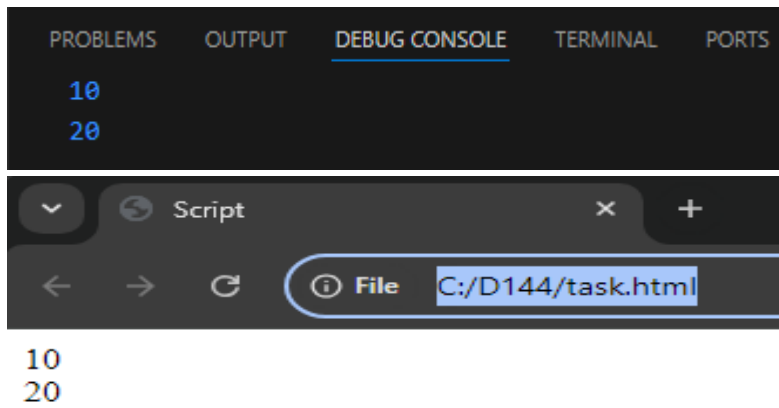 PROBLEMS OUTPUT DEBUG CONSOLE TERMINAL PORTS
10
20
Script
File C:/D144/task.html
10
20